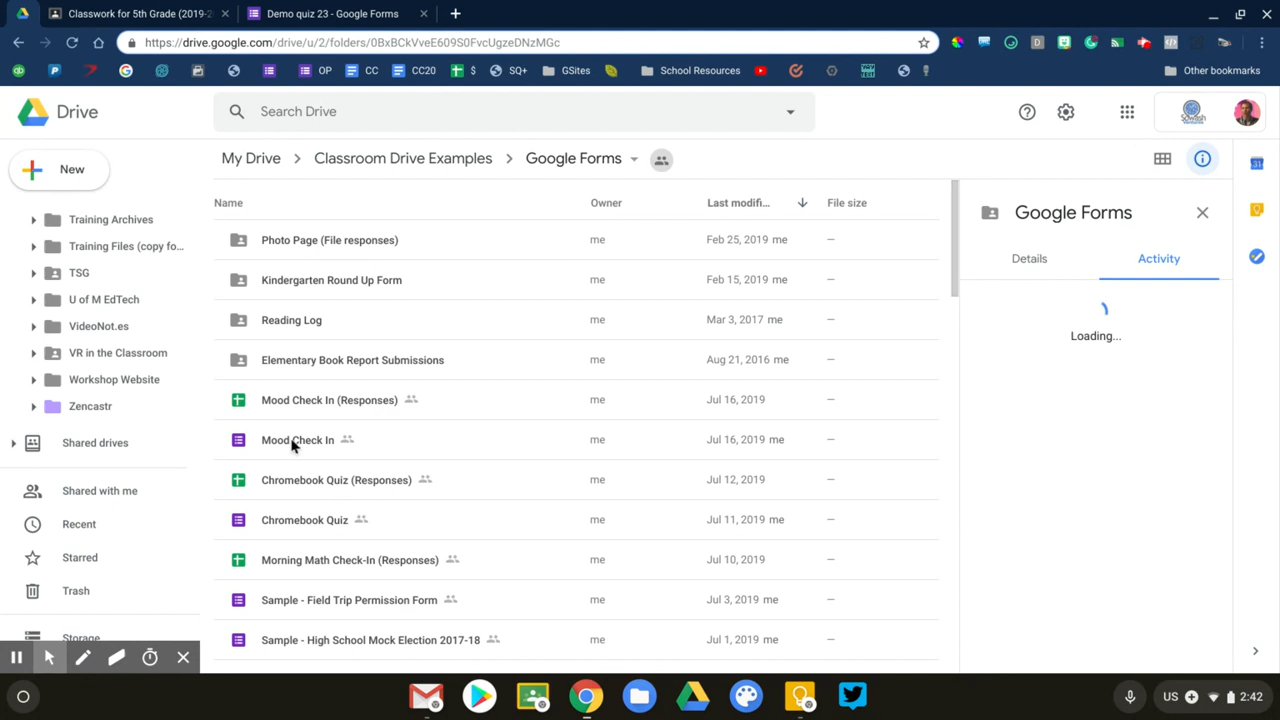 Classwork for 5th Grade (2019-2
Demo quiz 23 - Google Forms
https://drive.google.com/drive/u/2/folders/0BxBCkVveE609S0FvcUgzeDNzMGc
OP
CC
CC20
$
SQ+
GSites
School Resources
Other bookmarks
Drive
Search Drive
New
My Drive > Classroom Drive Examples > Google Forms
Training Archives
Training Files (copy fo...
TSG
U of M EdTech
VideoNot.es
VR in the Classroom
Workshop Website
Zencastr
Shared drives
Shared with me
Recent
Starred
Trash
Storage
Name Owner Last modifi... File size
Photo Page (File responses) me Feb 25, 2019 me —
Kindergarten Round Up Form me Feb 15, 2019 me —
Reading Log me Mar 3, 2017 me —
Elementary Book Report Submissions me Aug 21, 2016 me —
Mood Check In (Responses) me Jul 16, 2019 —
Mood Check In me Jul 16, 2019 me —
Chromebook Quiz (Responses) me Jul 12, 2019 —
Chromebook Quiz me Jul 11, 2019 me —
Morning Math Check-In (Responses) me Jul 10, 2019 —
Sample - Field Trip Permission Form me Jul 3, 2019 me —
Sample - High School Mock Election 2017-18 me Jul 1, 2019 me —
Google Forms
Details
Activity
Loading...
31
US
2:42